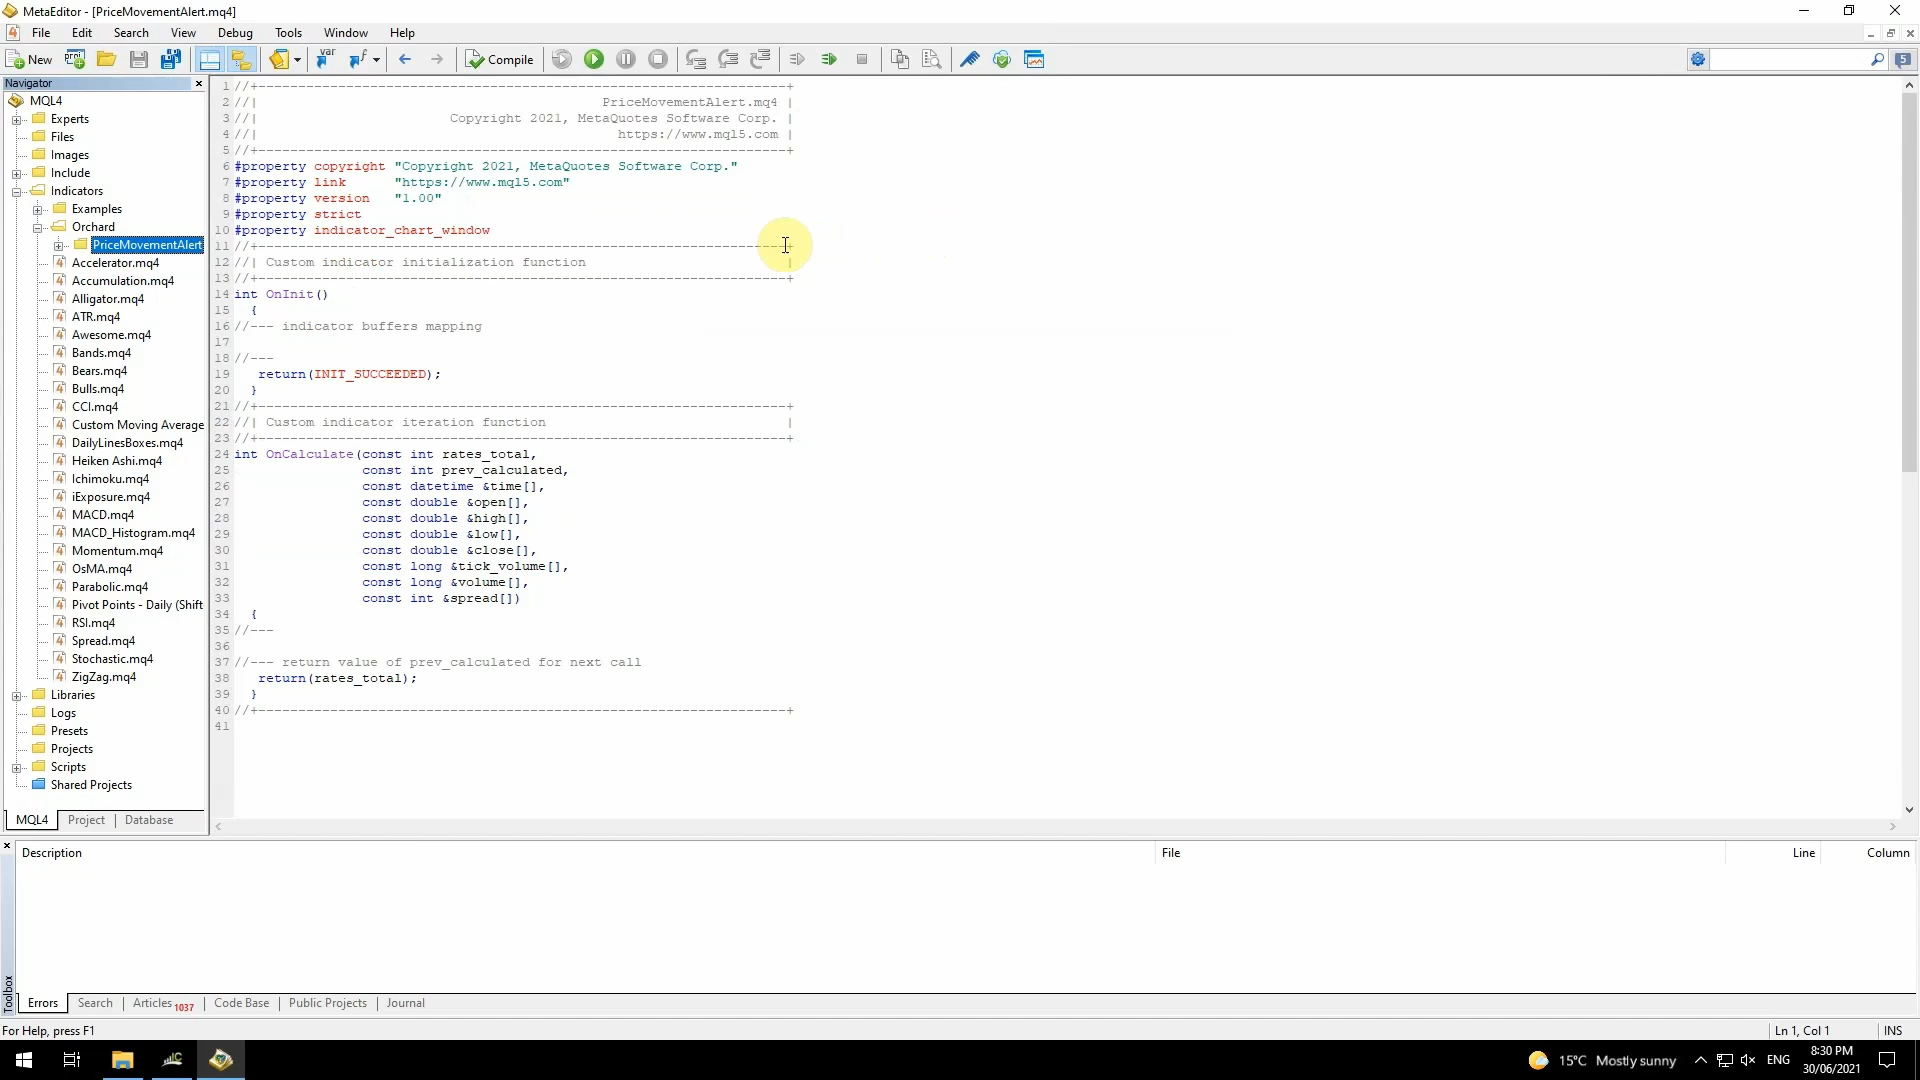 MetaEditor - [PriceMovementAlert.mq4]
File Edit Search View Debug Tools Window Help
New Compile
Navigator
MQL4
Experts
Files
Images
Include
Indicators
Examples
Orchard
PriceMovementAlert
Accelerator.mq4
Accumulation.mq4
Alligator.mq4
ATR.mq4
Awesome.mq4
Bands.mq4
Bears.mq4
Bulls.mq4
CCI.mq4
Custom Moving Average
DailyLinesBoxes.mq4
Heiken Ashi.mq4
Ichimoku.mq4
iExposure.mq4
MACD.mq4
MACD_Histogram.mq4
Momentum.mq4
OsMA.mq4
Parabolic.mq4
Pivot Points - Daily (Shift
RSI.mq4
Spread.mq4
Stochastic.mq4
ZigZag.mq4
Libraries
Logs
Presets
Projects
Scripts
Shared Projects
MQL4 Project Database
1 //+------------------------------------------------------------------+
2 //| PriceMovementAlert.mq4 |
3 //| Copyright 2021, MetaQuotes Software Corp. |
4 //| https://www.mql5.com |
5 //+------------------------------------------------------------------+
6 #property copyright "Copyright 2021, MetaQuotes Software Corp."
7 #property link "https://www.mql5.com"
8 #property version "1.00"
9 #property strict
10 #property indicator_chart_window
11 //+------------------------------------------------------------------+
12 //| Custom indicator initialization function |
13 //+------------------------------------------------------------------+
14 int OnInit()
15 {
16 //--- indicator buffers mapping
17
18 //---
19 return(INIT_SUCCEEDED);
20 }
21 //+------------------------------------------------------------------+
22 //| Custom indicator iteration function |
23 //+------------------------------------------------------------------+
24 int OnCalculate(const int rates_total,
25 const int prev_calculated,
26 const datetime &time[],
27 const double &open[],
28 const double &high[],
29 const double &low[],
30 const double &close[],
31 const long &tick_volume[],
32 const long &volume[],
33 const int &spread[])
34 {
35 //---
36
37 //--- return value of prev_calculated for next call
38 return(rates_total);
39 }
40 //+------------------------------------------------------------------+
41
Description File Line Column
Toolbox
Errors Search Articles 1037 Code Base Public Projects Journal
For Help, press F1 Ln 1, Col 1 INS
15°C Mostly sunny ENG 8:30 PM
30/06/2021